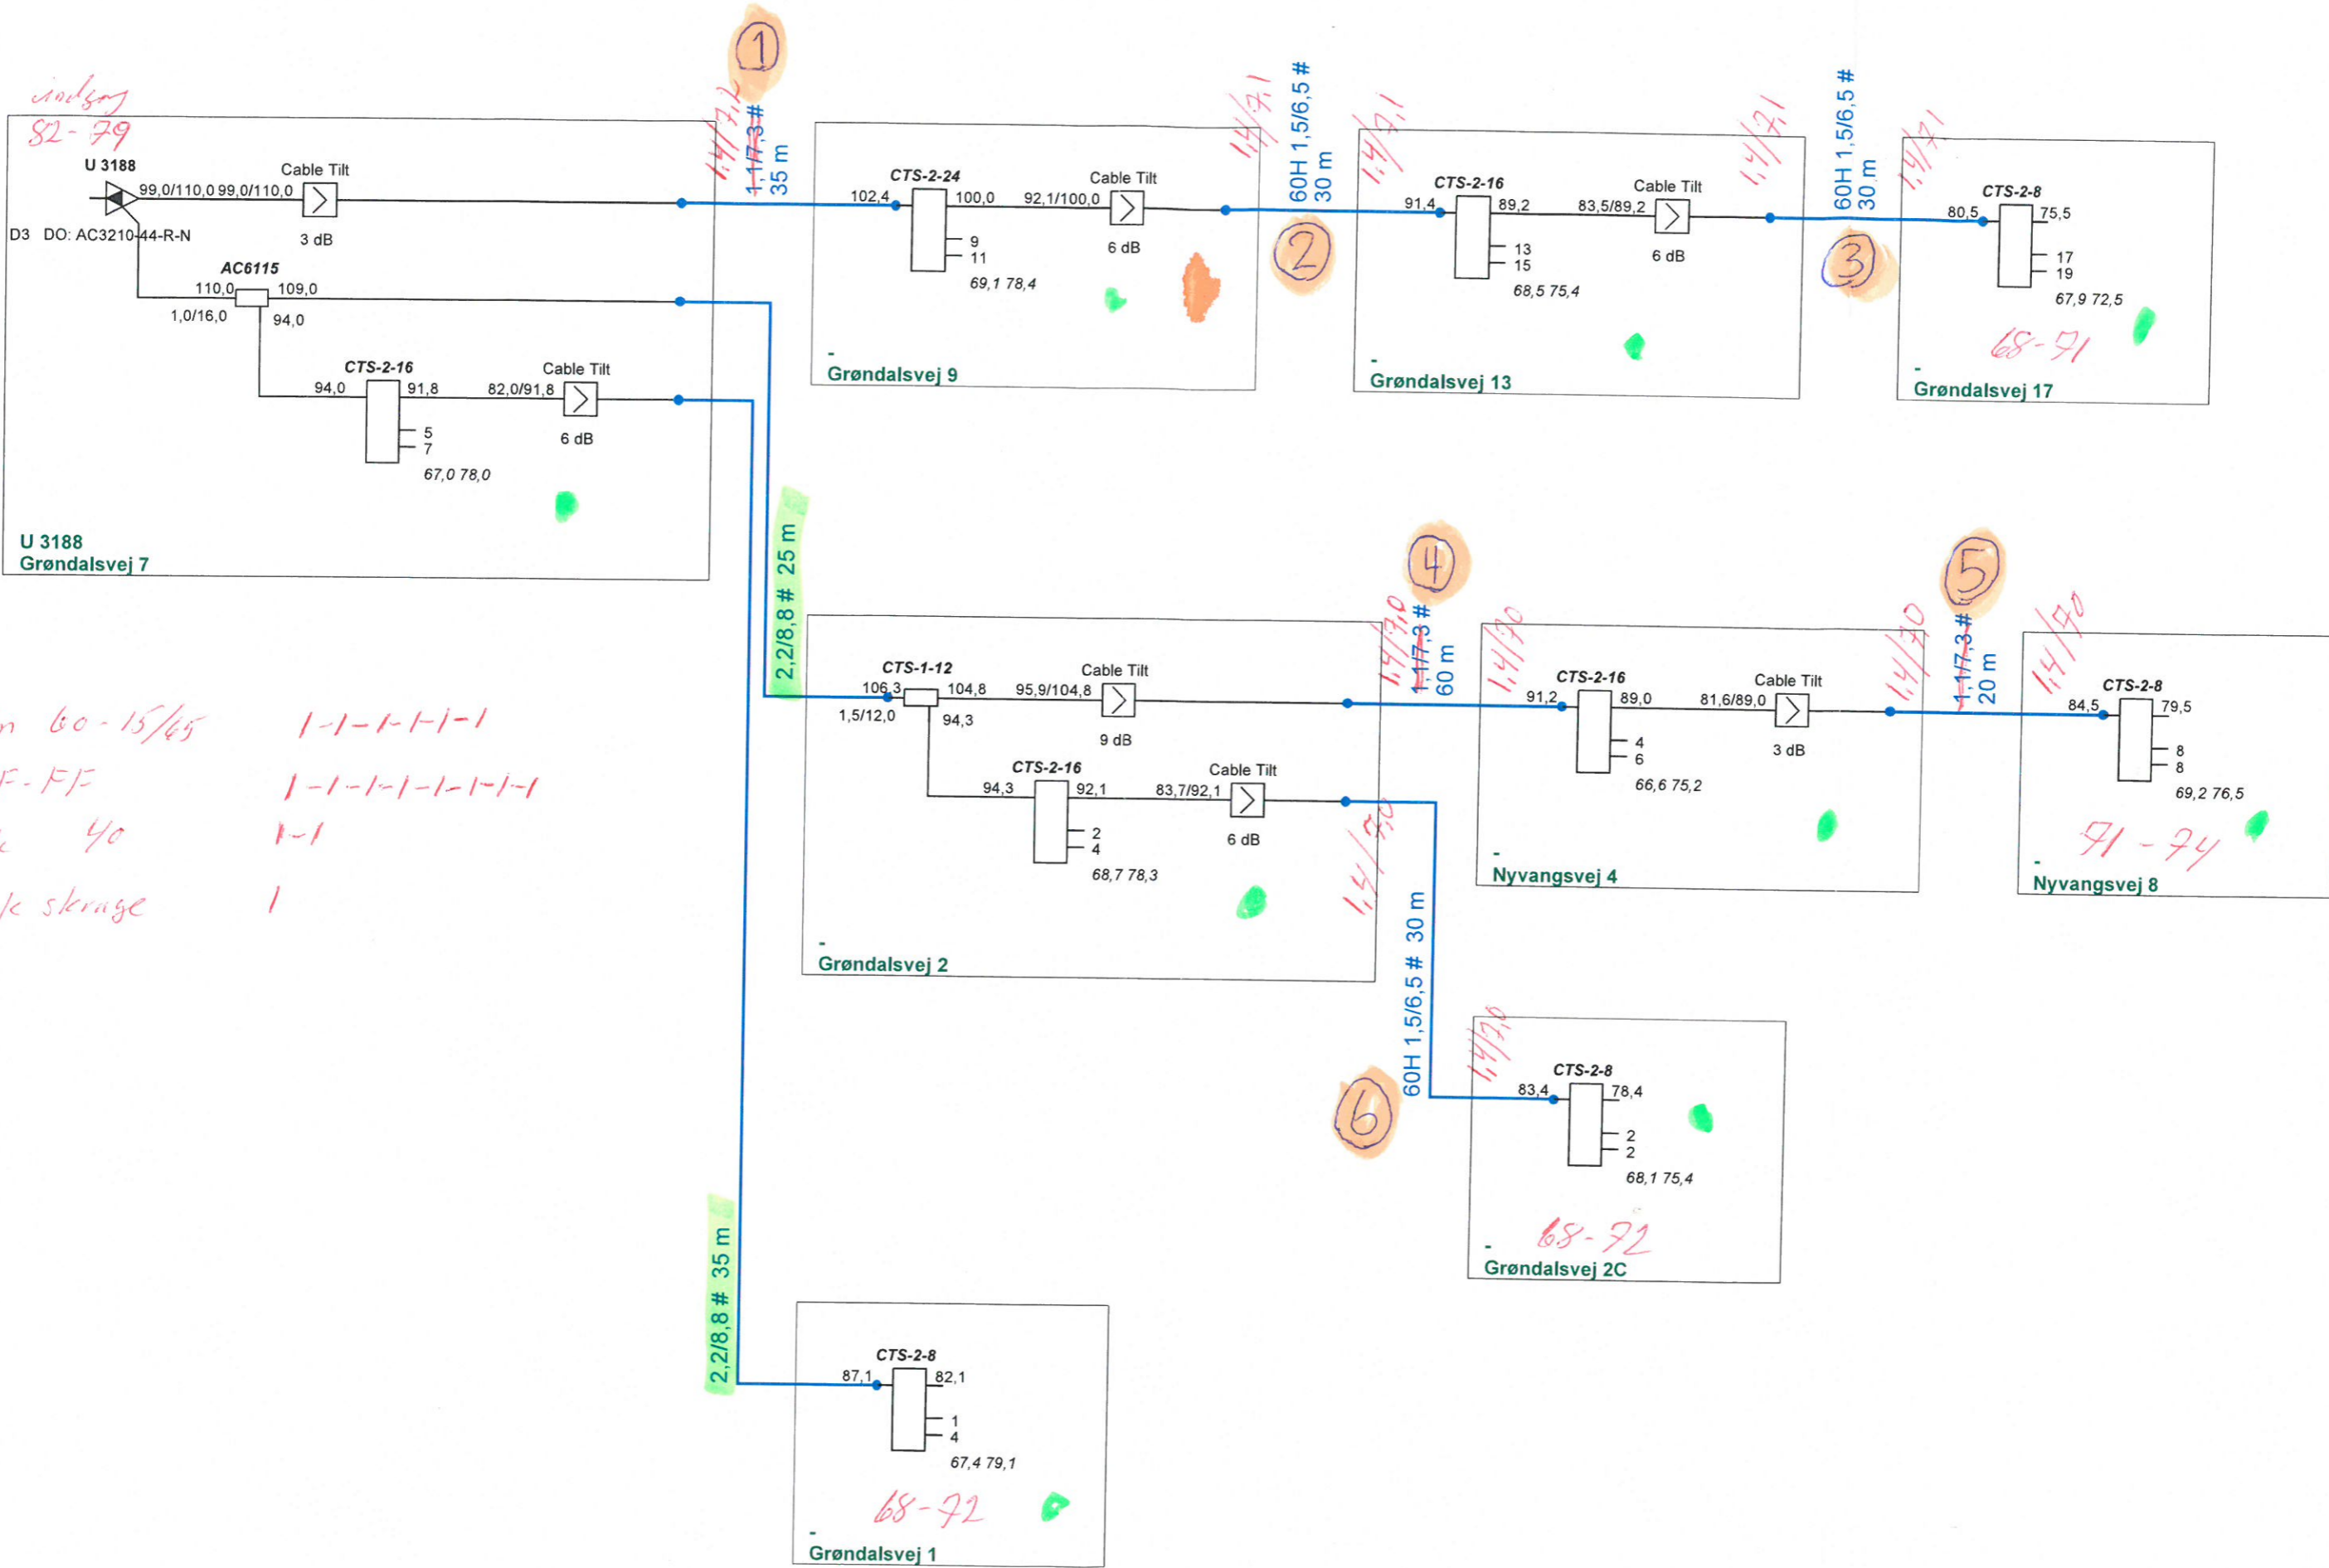 82-79
U 3188
99,0/110,0 99,0/110,0
Cable Tilt
3 dB
D3 DO: AC3210-44-R-N
AC6115
110,0
109,0
1,0/16,0
94,0
CTS-2-16
94,0
91,8
82,0/91,8
Cable Tilt
6 dB
5
7
67,0 78,0
U 3188
Grøndalsvej 7
1
1,4/7,2
1,1/7,3 #
35 m
CTS-2-24
102,4
100,0
92,1/100,0
Cable Tilt
6 dB
9
11
69,1 78,4
-
Grøndalsvej 9
1,4/7,1
60H 1,5/6,5 #
30 m
2
1,4/7,1
CTS-2-16
91,4
89,2
83,5/89,2
Cable Tilt
6 dB
13
15
68,5 75,4
-
Grøndalsvej 13
1,4/7,1
60H 1,5/6,5 #
30 m
3
1,4/7,1
CTS-2-8
80,5
75,5
17
19
67,9 72,5
68-71
-
Grøndalsvej 17
2,2/8,8 # 25 m
CTS-1-12
106,3
104,8
95,9/104,8
Cable Tilt
9 dB
1,5/12,0
94,3
CTS-2-16
94,3
92,1
83,7/92,1
Cable Tilt
6 dB
2
4
68,7 78,3
-
Grøndalsvej 2
1,4/7,0
4
1,4/7,0
1,1/7,3 #
60 m
1,4/7,0
CTS-2-16
91,2
89,0
81,6/89,0
Cable Tilt
3 dB
4
6
66,6 75,2
-
Nyvangsvej 4
1,4/7,0
5
1,1/7,3 #
20 m
1,4/7,0
CTS-2-8
84,5
79,5
8
8
69,2 76,5
71-74
-
Nyvangsvej 8
60-15/65 1-1-1-1-1-1
F-FF 1-1-1-1-1-1-1-1
40 1-1
skrage 1
60H 1,5/6,5 # 30 m
6
1,4/7,0
CTS-2-8
83,4
78,4
2
2
68,1 75,4
68-72
-
Grøndalsvej 2C
2,2/8,8 # 35 m
CTS-2-8
87,1
82,1
1
4
67,4 79,1
68-72
-
Grøndalsvej 1